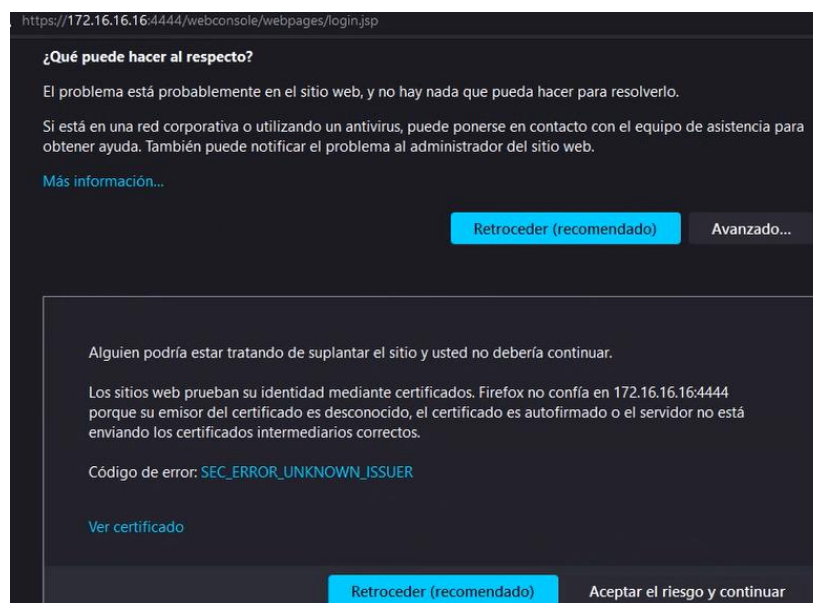 https://172.16.16.16:4444/webconsole/webpages/login.jsp
¿Qué puede hacer al respecto?
El problema está probablemente en el sitio web, y no hay nada que pueda hacer para resolverlo.
Si está en una red corporativa o utilizando un antivirus, puede ponerse en contacto con el equipo de asistencia para
obtener ayuda. También puede notificar el problema al administrador del sitio web.
Más información...
Retroceder (recomendado) Avanzado...
Alguien podría estar tratando de suplantar el sitio y usted no debería continuar.
Los sitios web prueban su identidad mediante certificados. Firefox no confía en 172.16.16.16:4444
porque su emisor del certificado es desconocido, el certificado es autofirmado o el servidor no está
enviando los certificados intermediarios correctos.
Código de error: SEC_ERROR_UNKNOWN_ISSUER
Ver certificado
Retroceder (recomendado) Aceptar el riesgo y continuar